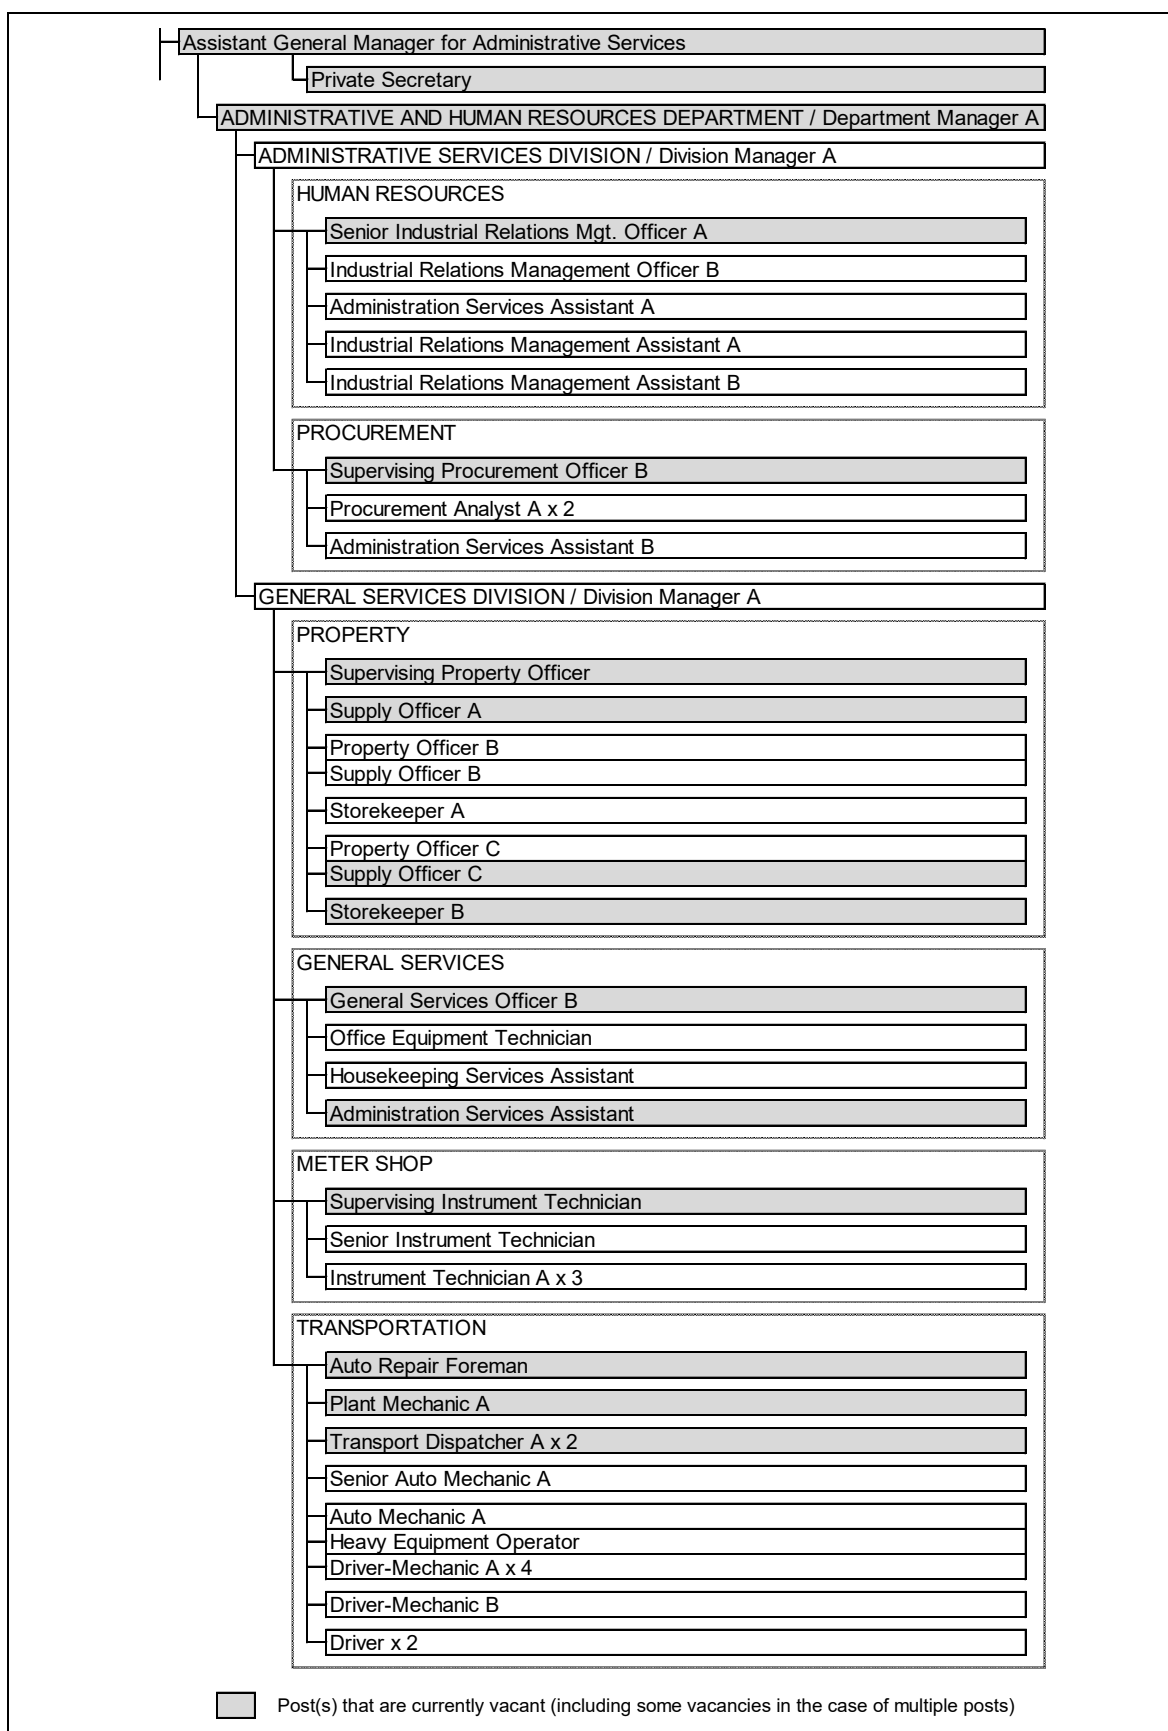 Assistant General Manager for Administrative Services
Private Secretary
ADMINISTRATIVE AND HUMAN RESOURCES DEPARTMENT / Department Manager A
ADMINISTRATIVE SERVICES DIVISION / Division Manager A
HUMAN RESOURCES
Senior Industrial Relations Mgt. Officer A
Industrial Relations Management Officer B
Administration Services Assistant A
Industrial Relations Management Assistant A
Industrial Relations Management Assistant B
PROCUREMENT
Supervising Procurement Officer B
Procurement Analyst A x 2
Administration Services Assistant B
GENERAL SERVICES DIVISION / Division Manager A
PROPERTY
Supervising Property Officer
Supply Officer A
Property Officer B
Supply Officer B
Storekeeper A
Property Officer C
Supply Officer C
Storekeeper B
GENERAL SERVICES
General Services Officer B
Office Equipment Technician
Housekeeping Services Assistant
Administration Services Assistant
METER SHOP
Supervising Instrument Technician
Senior Instrument Technician
Instrument Technician A x 3
TRANSPORTATION
Auto Repair Foreman
Plant Mechanic A
Transport Dispatcher A x 2
Senior Auto Mechanic A
Auto Mechanic A
Heavy Equipment Operator
Driver-Mechanic A x 4
Driver-Mechanic B
Driver x 2
Post(s) that are currently vacant (including some vacancies in the case of multiple posts)